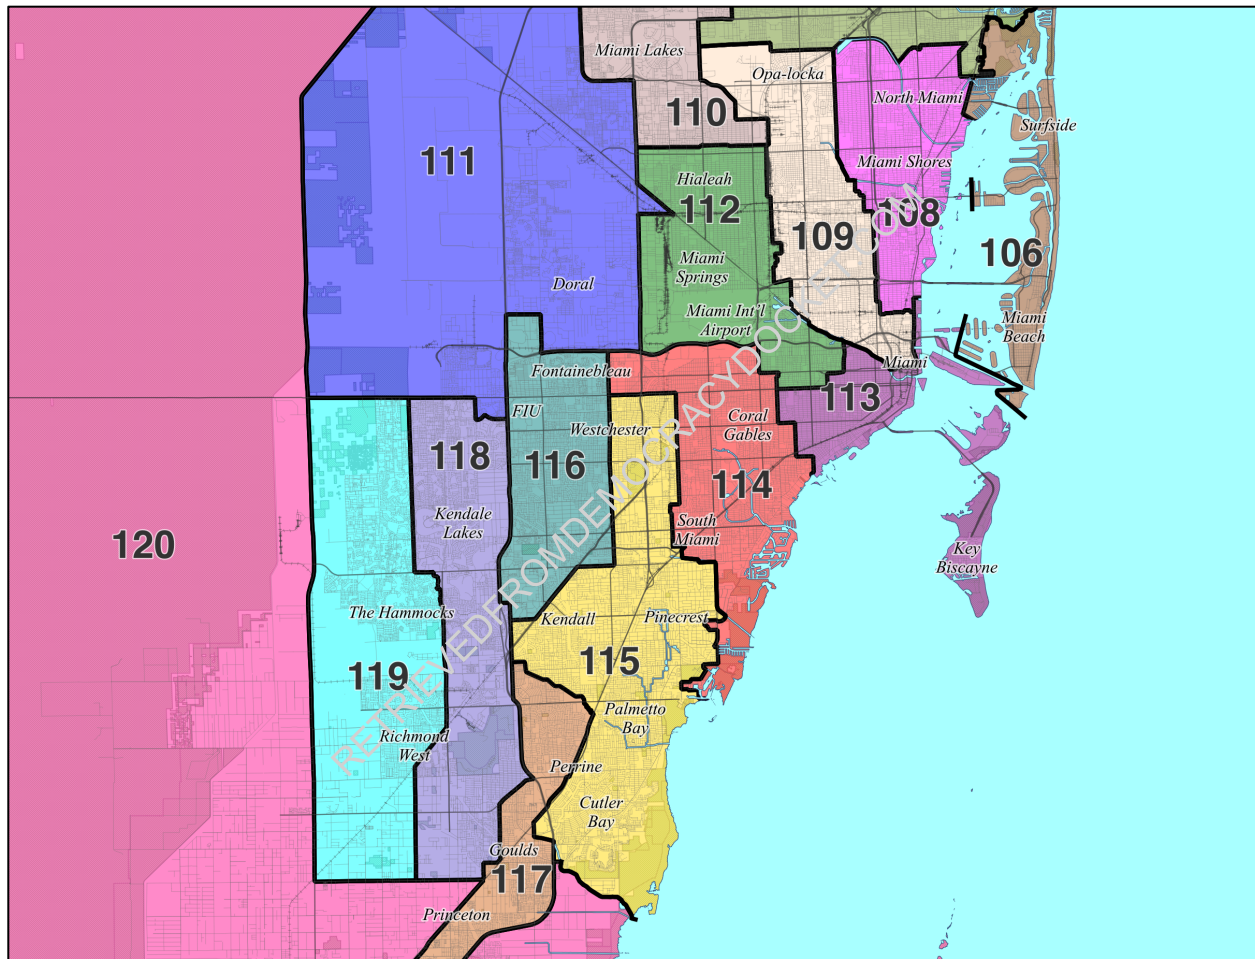 Miami Lakes
Opa-locka
110
North Miami
Surfside
111
Miami Shores
Hialeah
112
108
109
106
Miami
Springs
Doral
Miami Int'l
Airport
Miami
Beach
Miami
Fontainebleau
113
FIU
Westchester
Coral
Gables
118
116
114
Kendale
Lakes
South
Miami
120
Key
Biscayne
The Hammocks
Kendall
Pinecrest
115
119
Palmetto
Bay
Richmond
West
Perrine
Cutler
Bay
Goulds
117
Princeton
RETRIEVEDFROMDEMOCRACYDOCKET.COM